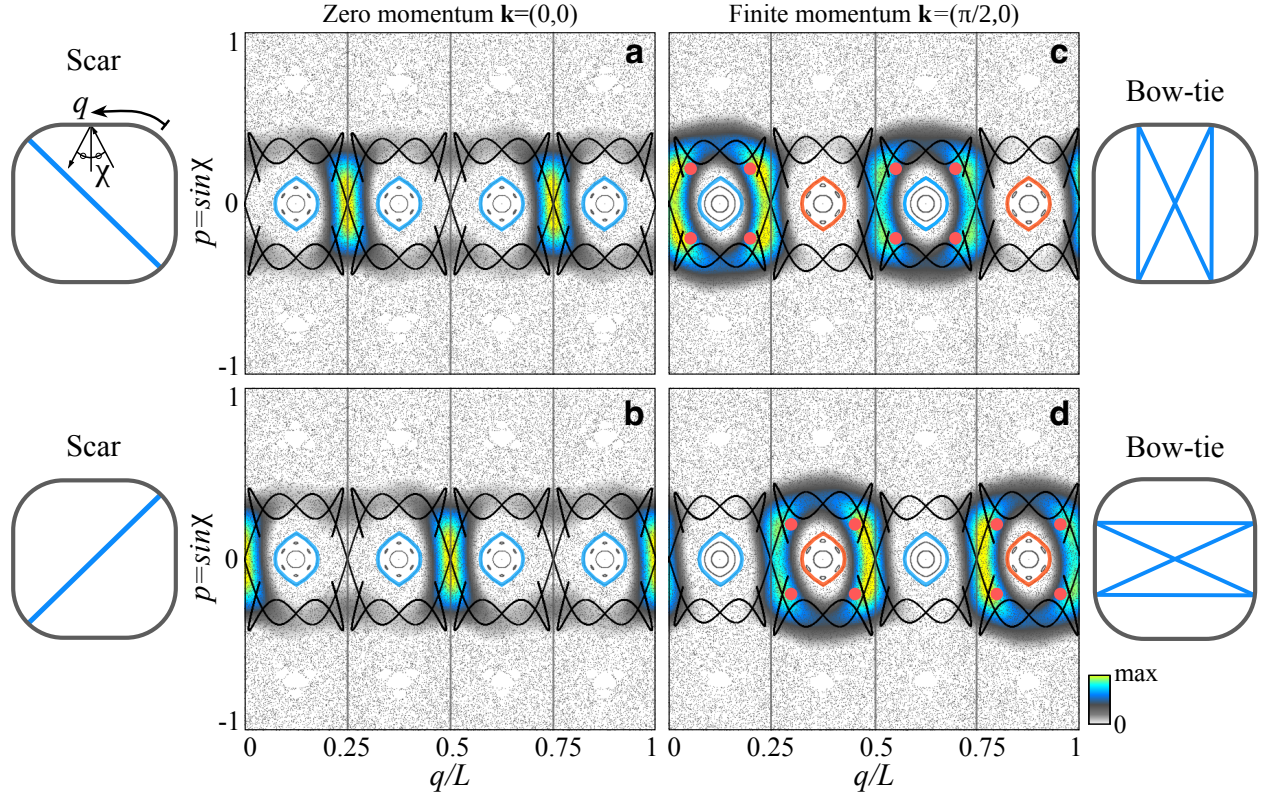 Zero momentum k=(0,0)
Finite momentum k=(π/2,0)
Scar
q
χ
1
0
-1
p=sinχ
a
c
Bow-tie
Scar
1
0
-1
p=sinχ
b
d
Bow-tie
max
0
0 0.25 0.5 0.75 1
q/L
0 0.25 0.5 0.75 1
q/L